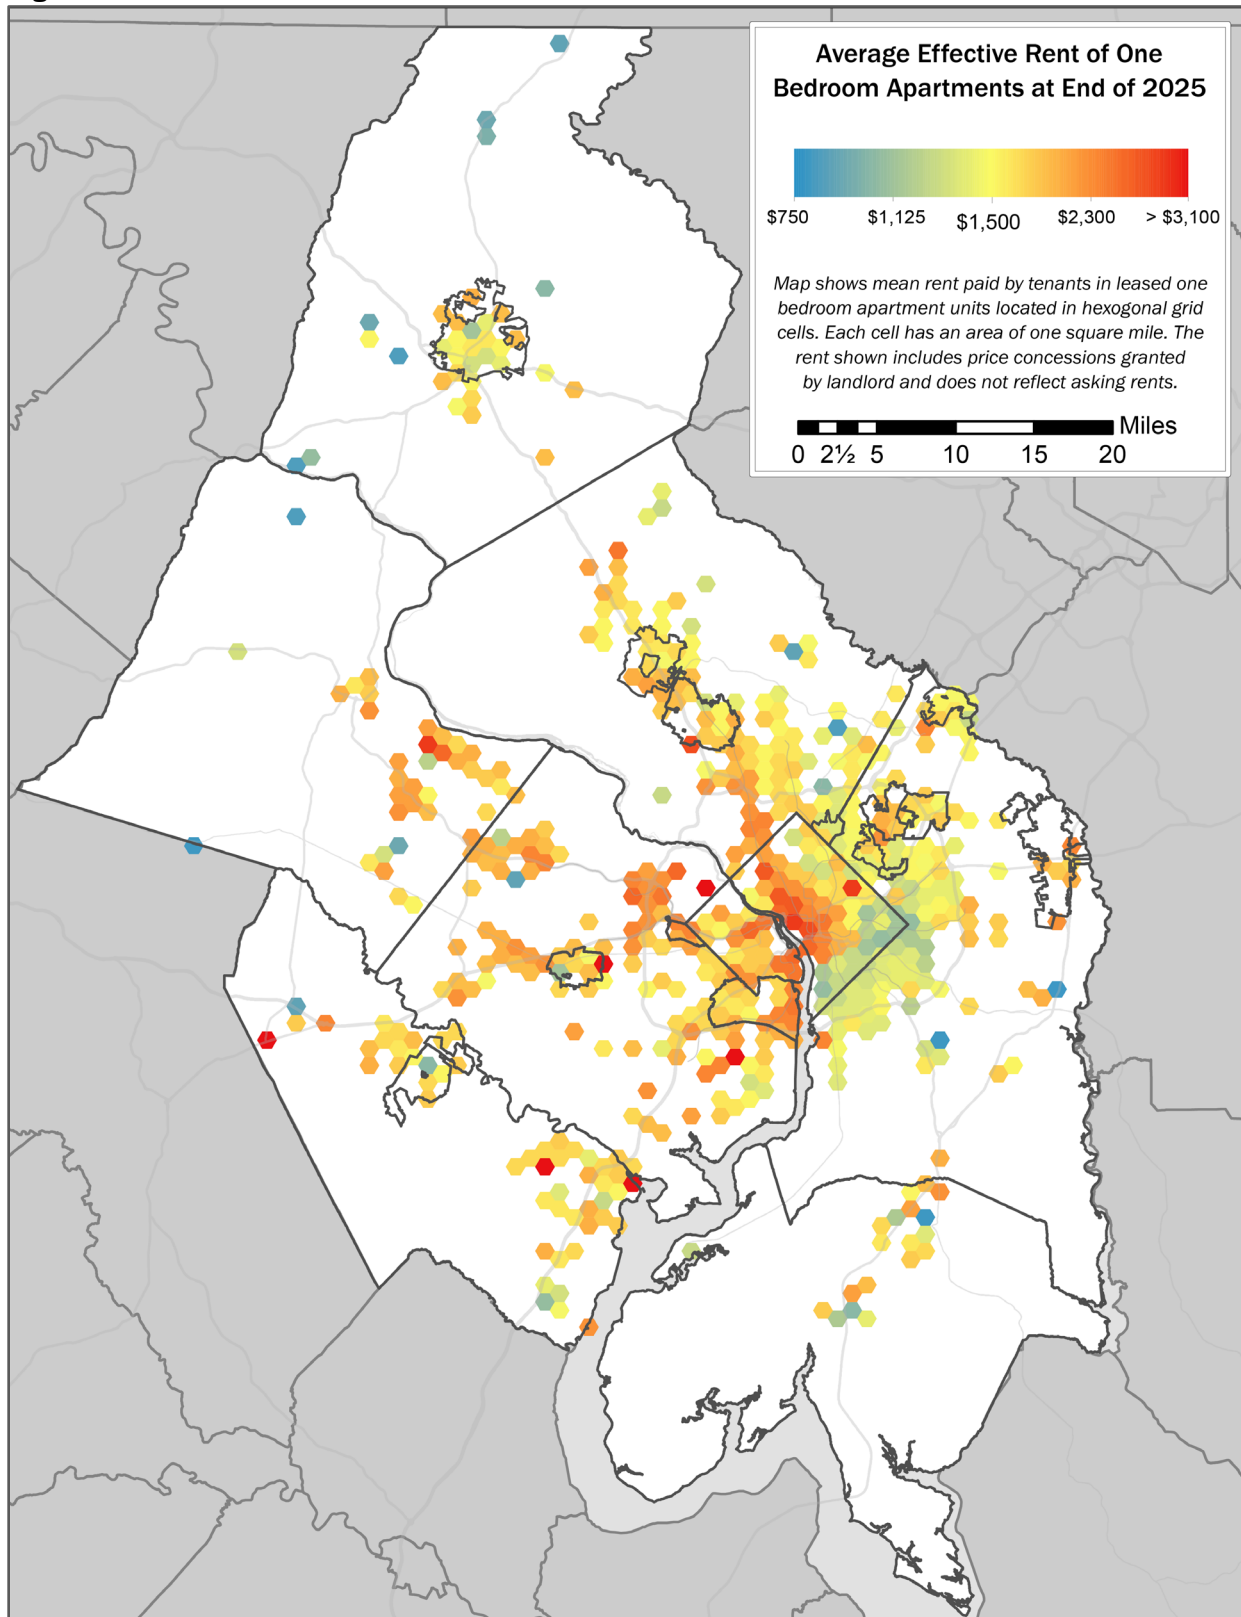 Average Effective Rent of One
Bedroom Apartments at End of 2025
$750 $1,125 $1,500 $2,300 > $3,100
Map shows mean rent paid by tenants in leased one
bedroom apartment units located in hexogonal grid
cells. Each cell has an area of one square mile. The
rent shown includes price concessions granted
by landlord and does not reflect asking rents.
Miles
0 2½ 5 10 15 20